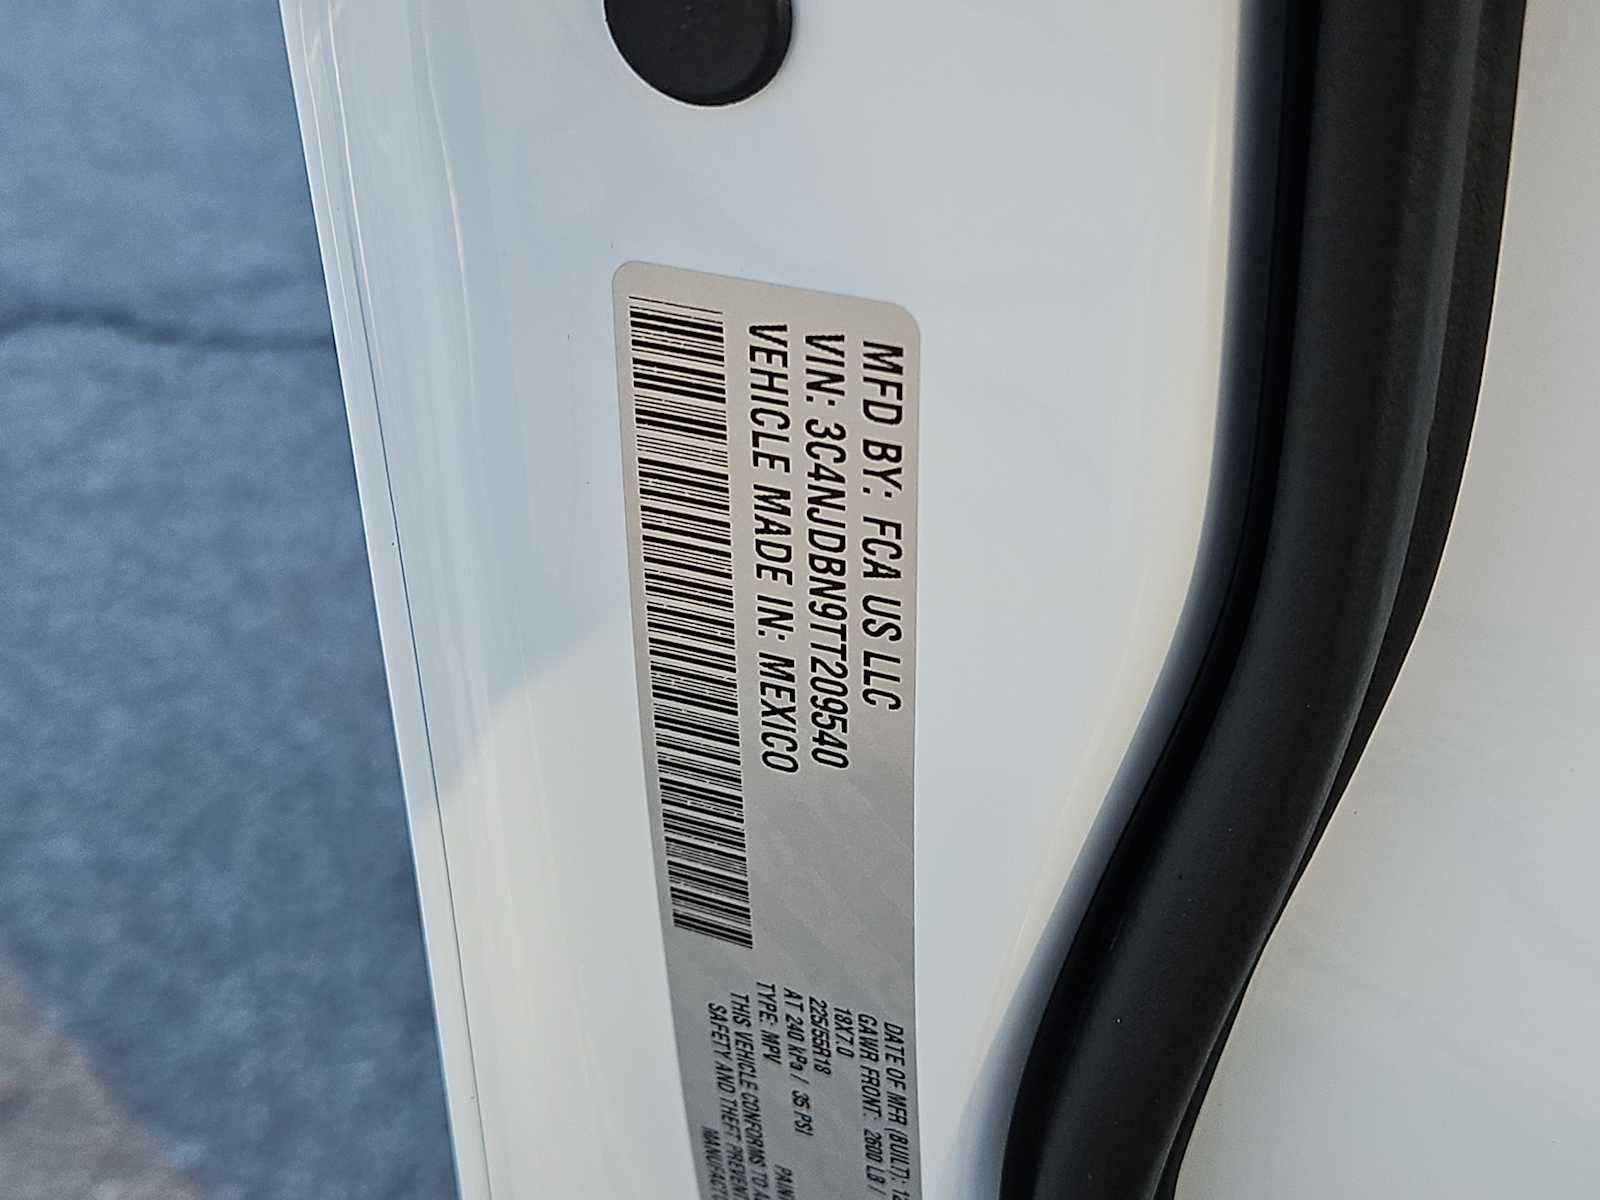 MFD BY: FCA US LLC
VIN: 3C4NJDBN9TT209540
VEHICLE MADE IN: MEXICO
DATE OF MFR (BUILT):
GAWR FRONT: 2600 LB /
18X7.0
225/55R18
AT 240 kPa / 35 PSI
TYPE: MPV
THIS VEHICLE CONFORMS TO
SAFETY AND THEFT